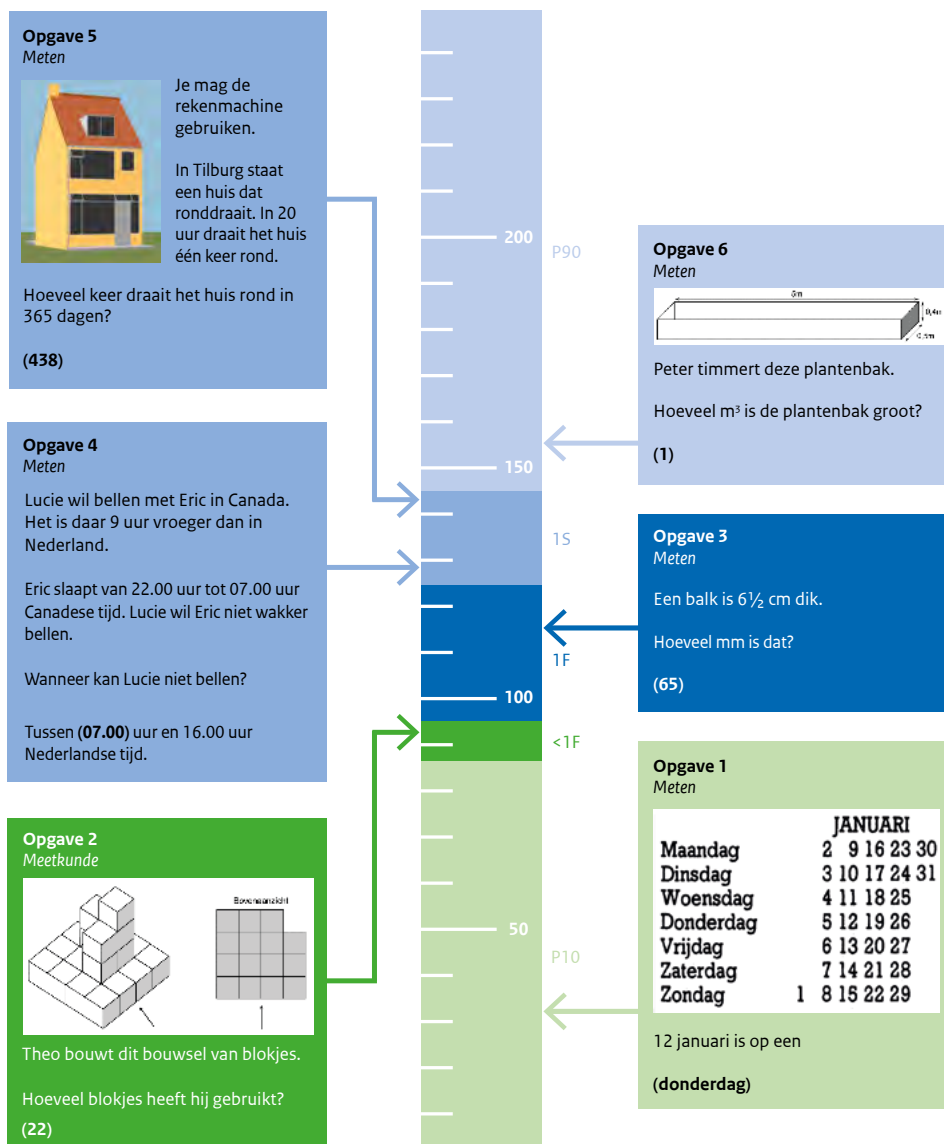 Opgave 5
Meten
Je mag de
rekenmachine
gebruiken.
In Tilburg staat
een huis dat
ronddraait. In 20
uur draait het huis
één keer rond.
Hoeveel keer draait het huis rond in
365 dagen?
(438)
Opgave 4
Meten
Lucie wil bellen met Eric in Canada.
Het is daar 9 uur vroeger dan in
Nederland.
Eric slaapt van 22.00 uur tot 07.00 uur
Canadese tijd. Lucie wil Eric niet wakker
bellen.
Wanneer kan Lucie niet bellen?
Tussen (07.00) uur en 16.00 uur
Nederlandse tijd.
Opgave 2
Meetkunde
Bovenaanzicht
Theo bouwt dit bouwsel van blokjes.
Hoeveel blokjes heeft hij gebruikt?
(22)
200
150
100
50
P90
1S
1F
<1F
P10
Opgave 6
Meten
5m
0,4m
0,5m
Peter timmert deze plantenbak.
Hoeveel m³ is de plantenbak groot?
(1)
Opgave 3
Meten
Een balk is 6½ cm dik.
Hoeveel mm is dat?
(65)
Opgave 1
Meten
JANUARI
Maandag 2 9 16 23 30
Dinsdag 3 10 17 24 31
Woensdag 4 11 18 25
Donderdag 5 12 19 26
Vrijdag 6 13 20 27
Zaterdag 7 14 21 28
Zondag 1 8 15 22 29
12 januari is op een
(donderdag)